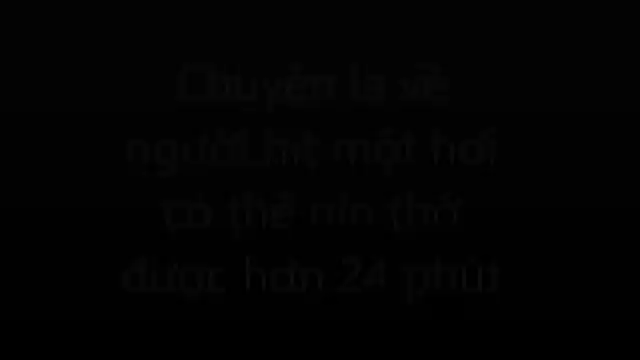 Chuyện lạ về
người hít một hơi
có thể nín thở
được hơn 24 phút